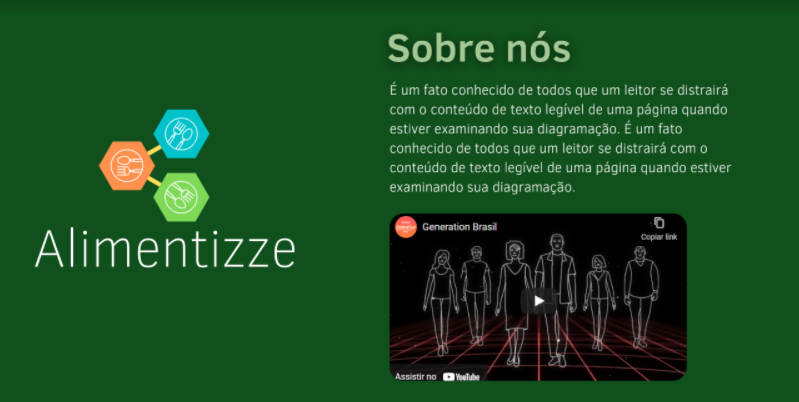 Sobre nós
É um fato conhecido de todos que um leitor se distrairá
com o conteúdo de texto legível de uma página quando
estiver examinando sua diagramação. É um fato
conhecido de todos que um leitor se distrairá com o
conteúdo de texto legível de uma página quando estiver
examinando sua diagramação.
Alimentizze
Generation Brasil
Copiar link
Assistir no YouTube